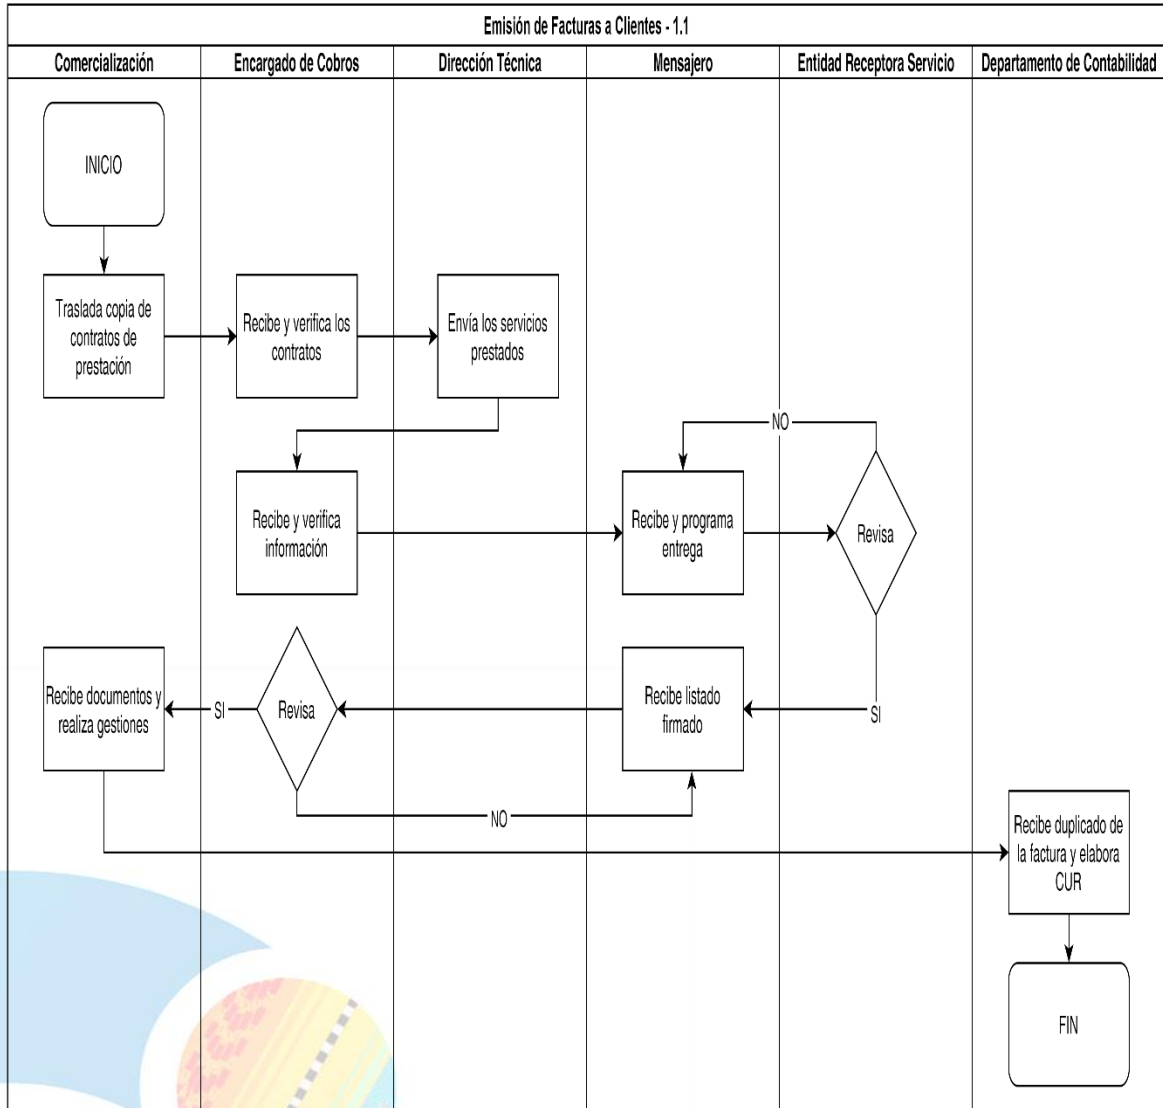 Emisión de Facturas a Clientes - 1.1
Comercialización
Encargado de Cobros
Dirección Técnica
Mensajero
Entidad Receptora Servicio
Departamento de Contabilidad
INICIO
Traslada copia de
contratos de
prestación
Recibe y verifica los
contratos
Envía los servicios
prestados
NO
Recibe y verifica
información
Recibe y programa
entrega
Revisa
Recibe documentos y
realiza gestiones
SI
Revisa
Recibe listado
firmado
SI
NO
Recibe duplicado de
la factura y elabora
CUR
FIN